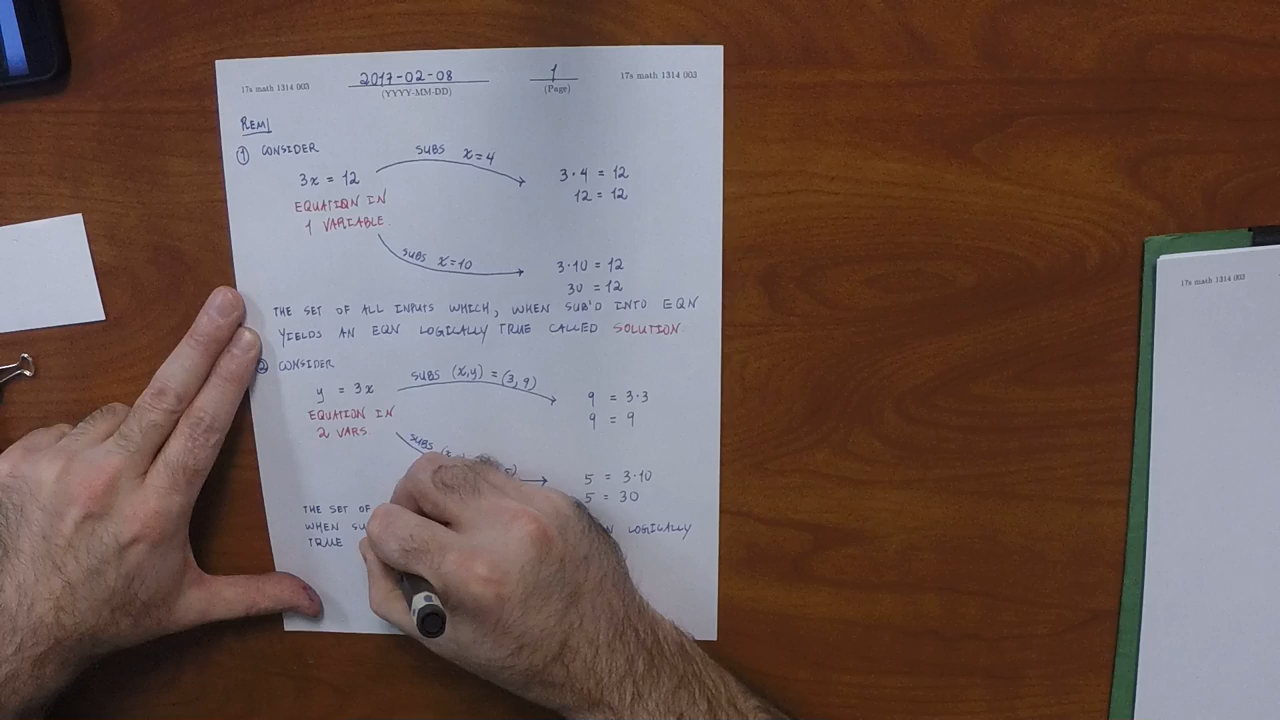 17s math 1314 003 2017-02-08 1 17s math 1314 003
(YYYY-MM-DD) (Page)
REM
① CONSIDER
SUBS x=4
3x = 12
3·4 = 12
12 = 12
EQUATION IN
1 VARIABLE.
SUBS x=10
3·10 = 12
30 = 12
THE SET OF ALL INPUTS WHICH, WHEN SUB'D INTO EQN
YIELDS AN EQN LOGICALLY TRUE CALLED SOLUTION.
② CONSIDER
SUBS (x,y) = (3,9)
y = 3x
9 = 3·3
9 = 9
EQUATION IN
2 VARS.
SUBS
5 = 3·10
5 = 30
THE SET OF
WHEN LOGICALLY
TRUE
17s math 1314 003